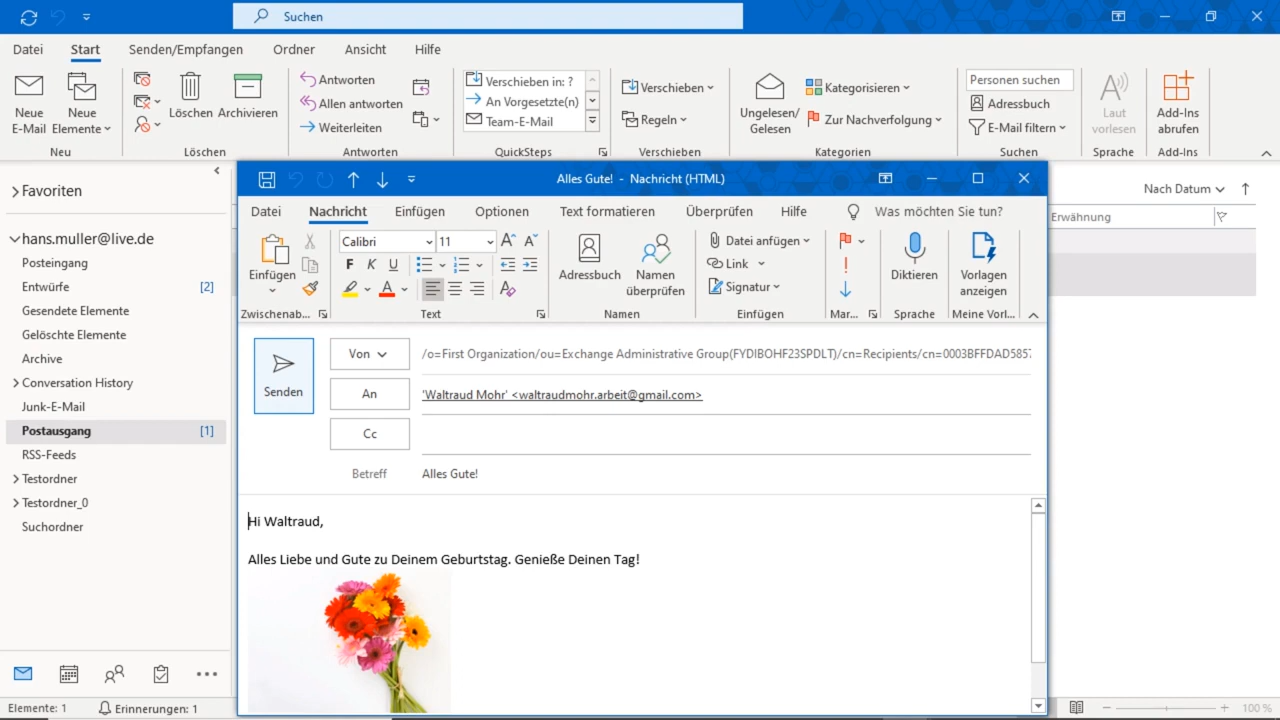 Suchen
Datei Start Senden/Empfangen Ordner Ansicht Hilfe
Neue E-Mail
Neue Elemente
Neu
Löschen
Archivieren
Löschen
Antworten
Allen antworten
Weiterleiten
Antworten
Verschieben in: ?
An Vorgesetzte(n)
Team-E-Mail
QuickSteps
Verschieben
Regeln
Verschieben
Ungelesen/ Gelesen
Kategorisieren
Zur Nachverfolgung
Kategorien
Personen suchen
Adressbuch
E-Mail filtern
Suchen
Laut vorlesen
Sprache
Add-Ins abrufen
Add-Ins
Favoriten
hans.muller@live.de
Posteingang
Entwürfe [2]
Gesendete Elemente
Gelöschte Elemente
Archive
Conversation History
Junk-E-Mail
Postausgang [1]
RSS-Feeds
Testordner
Testordner_0
Suchordner
Nach Datum
Erwähnung
Alles Gute! - Nachricht (HTML)
Datei Nachricht Einfügen Optionen Text formatieren Überprüfen Hilfe Was möchten Sie tun?
Einfügen
Zwischenab...
Calibri 11
F K U
A
Text
Adressbuch
Namen überprüfen
Namen
Datei anfügen
Link
Signatur
Einfügen
Mar...
Diktieren
Sprache
Vorlagen anzeigen
Meine Vorl...
Senden
Von /o=First Organization/ou=Exchange Administrative Group(FYDIBOHF23SPDLT)/cn=Recipients/cn=0003BFFDAD5857
An 'Waltraud Mohr' <waltraudmohr.arbeit@gmail.com>
Cc
Betreff Alles Gute!
Hi Waltraud,
Alles Liebe und Gute zu Deinem Geburtstag. Genieße Deinen Tag!
Elemente: 1 Erinnerungen: 1 100 %